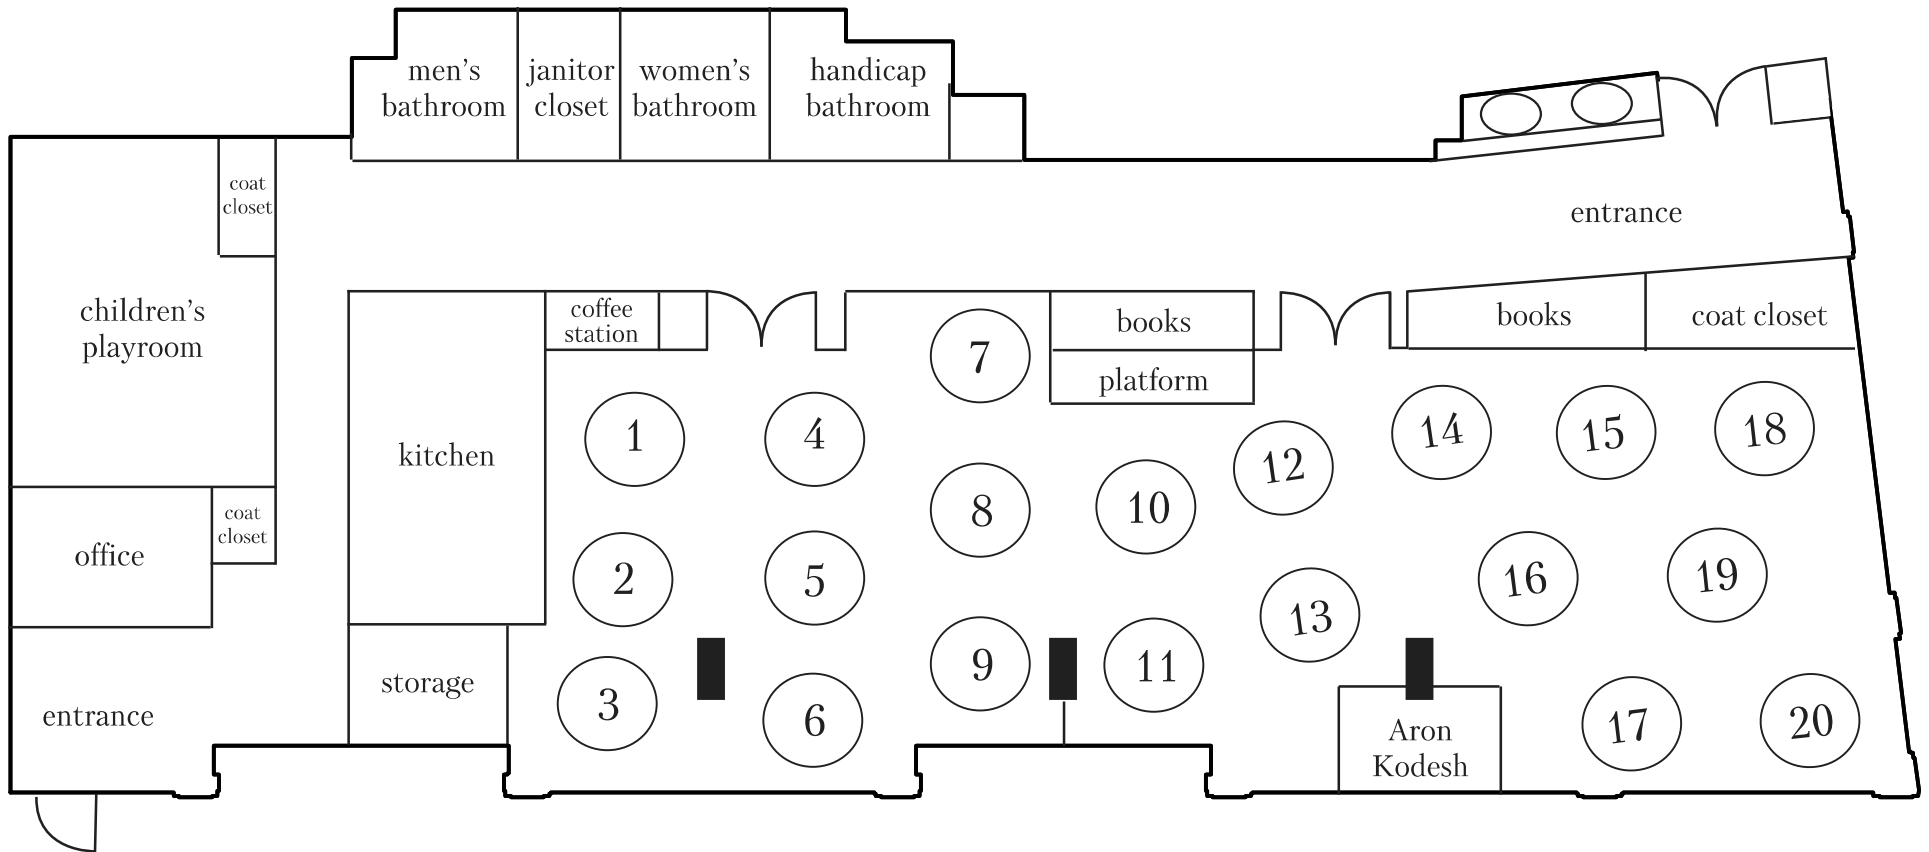 men’s
bathroom
janitor
closet
women’s
bathroom
handicap
bathroom
coat
closet
entrance
children’s
playroom
coffee
station
books
books
coat closet
platform
kitchen
7
1
4
14
15
18
12
8
10
office
coat
closet
2
5
16
19
13
storage
9
11
entrance
3
6
Aron
Kodesh
17
20